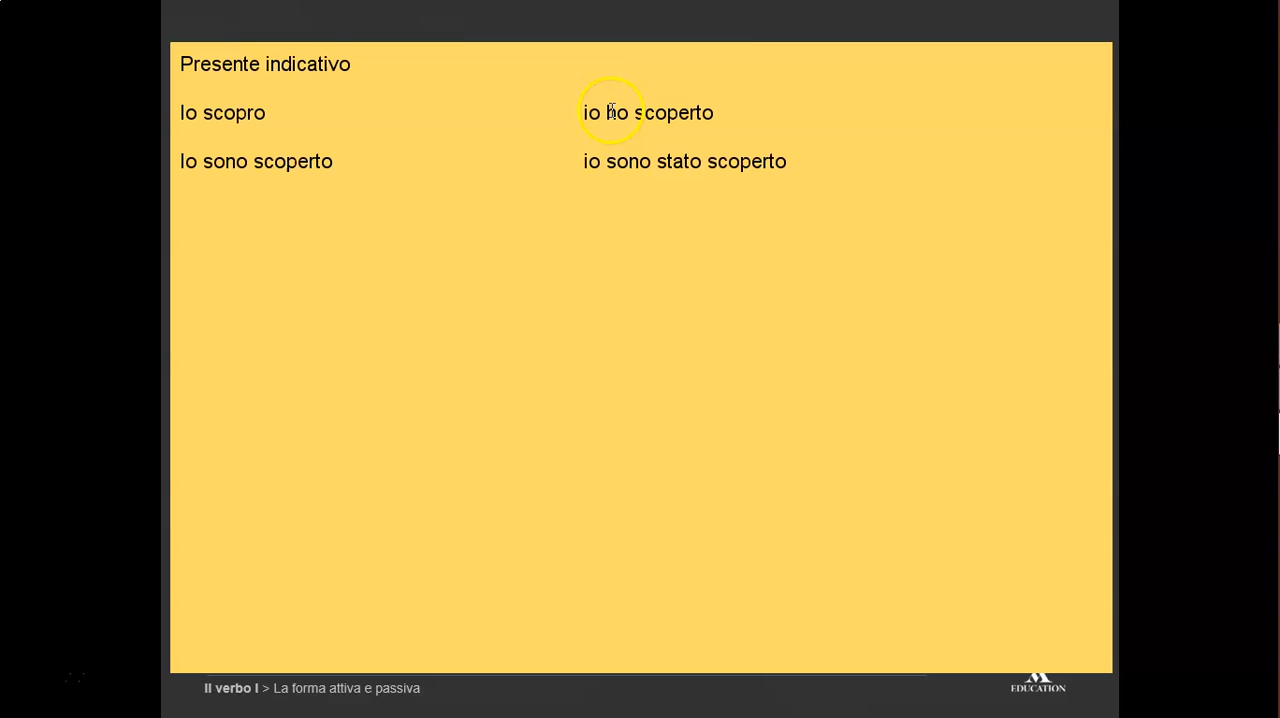 Presente indicativo
Io scopro io ho scoperto
Io sono scoperto io sono stato scoperto
Il verbo I > La forma attiva e passiva
M
EDUCATION